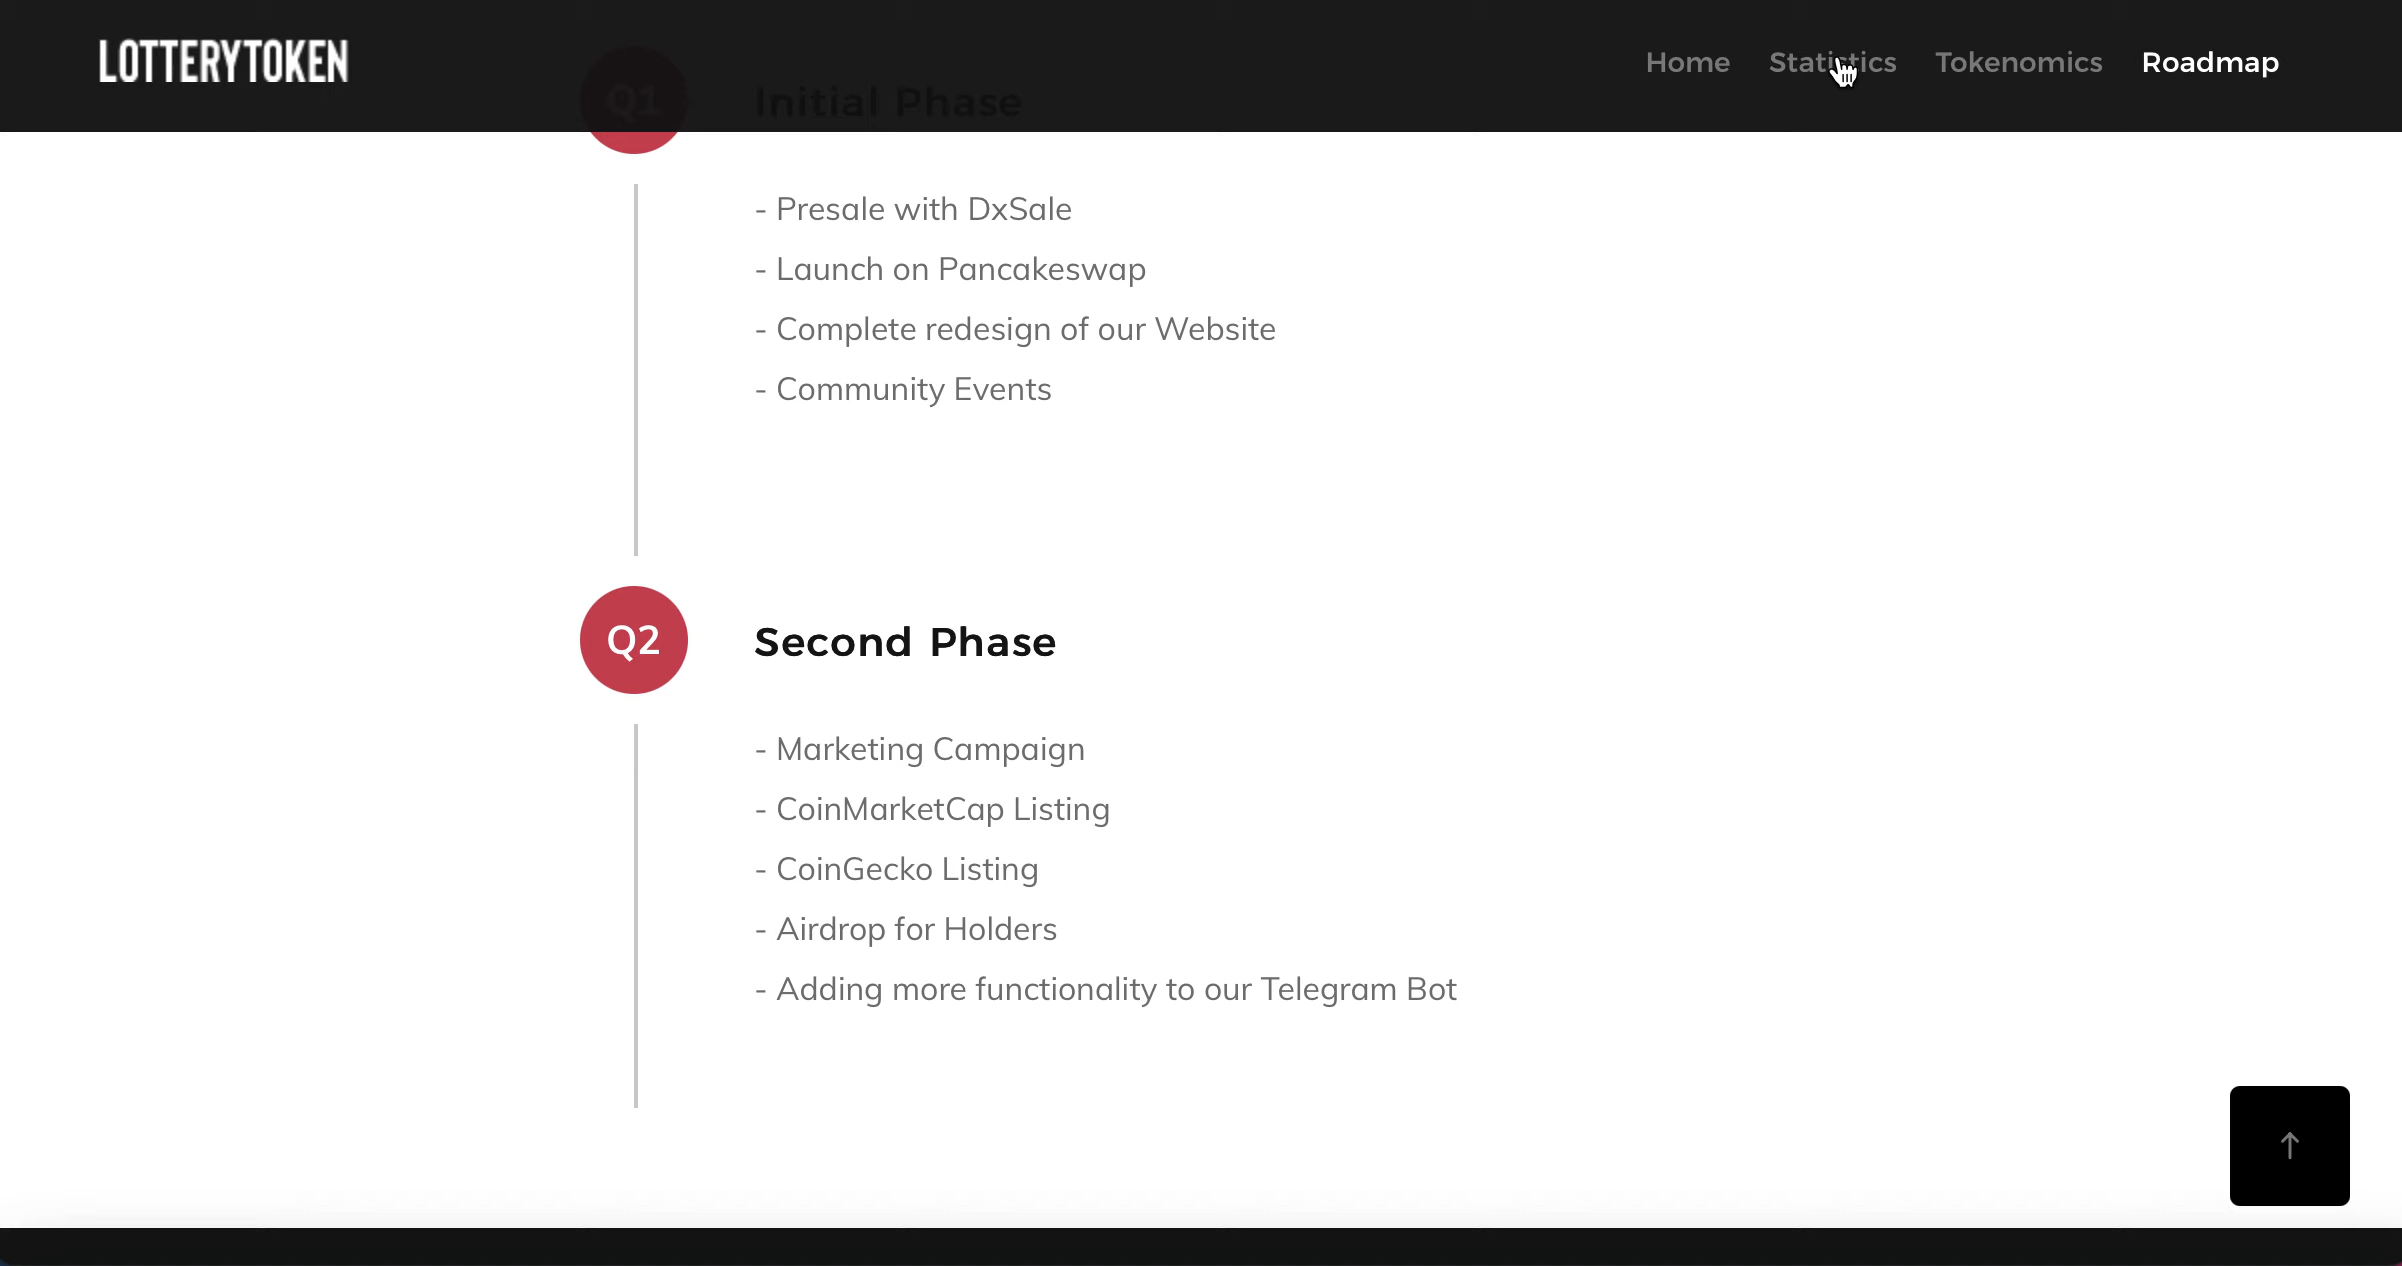 LOTTERYTOKEN
Home Statistics Tokenomics Roadmap
Q1 Initial Phase
- Presale with DxSale
- Launch on Pancakeswap
- Complete redesign of our Website
- Community Events
Q2 Second Phase
- Marketing Campaign
- CoinMarketCap Listing
- CoinGecko Listing
- Airdrop for Holders
- Adding more functionality to our Telegram Bot